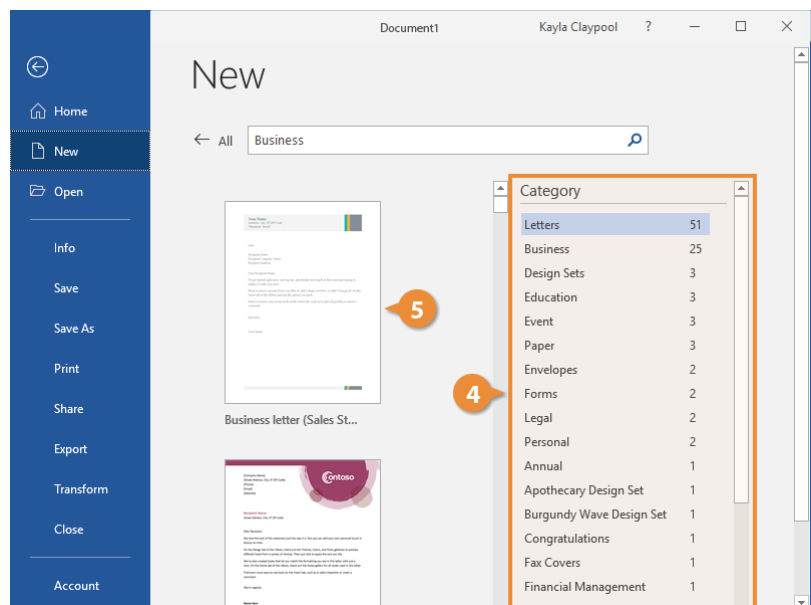 Document1
Kayla Claypool
?
New
Home
New
Open
Info
Save
Save As
Print
Share
Export
Transform
Close
Account
All
Business
5
Business letter (Sales St...
Contoso
4
Category
Letters 51
Business 25
Design Sets 3
Education 3
Event 3
Paper 3
Envelopes 2
Forms 2
Legal 2
Personal 2
Annual 1
Apothecary Design Set 1
Burgundy Wave Design Set 1
Congratulations 1
Fax Covers 1
Financial Management 1